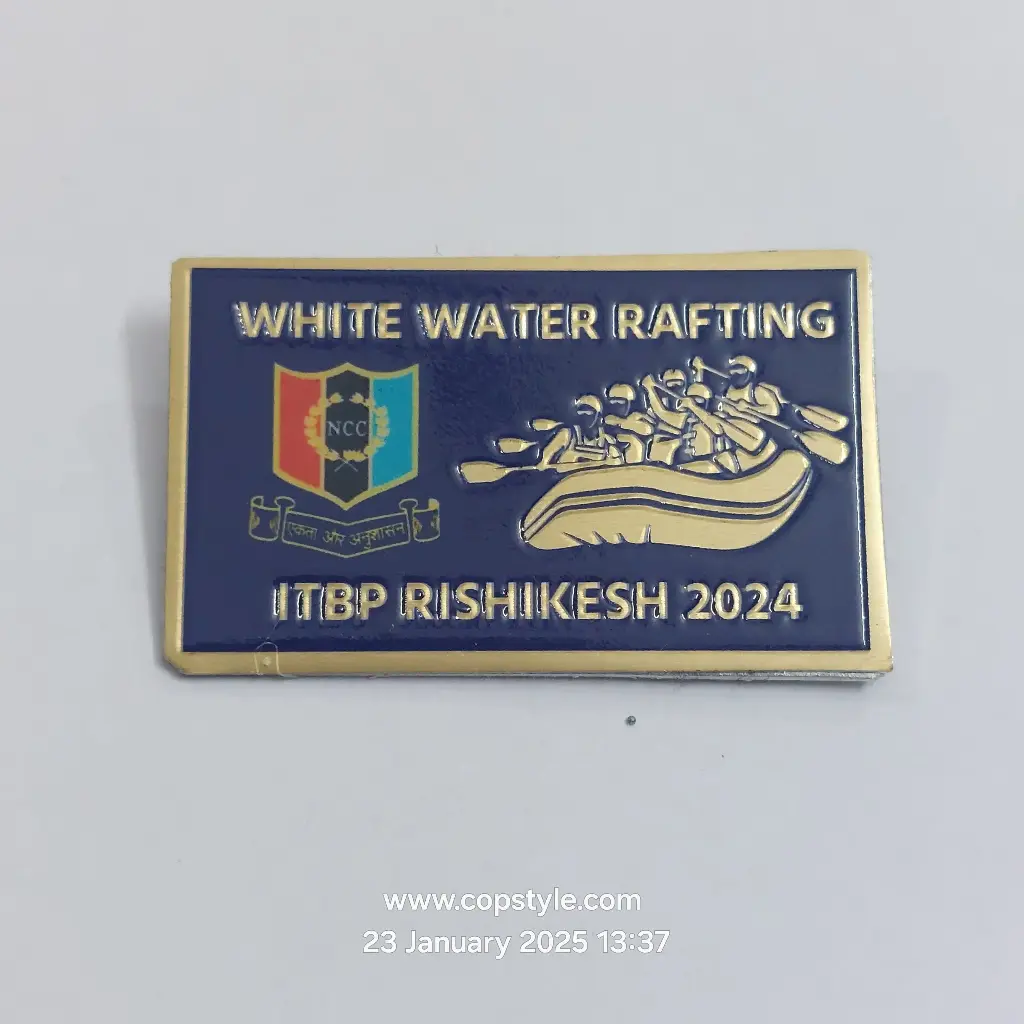 WHITE WATER RAFTING
NCC
एकता और अनुशासन
ITBP RISHIKESH 2024
www.copstyle.com
23 January 2025 13:37